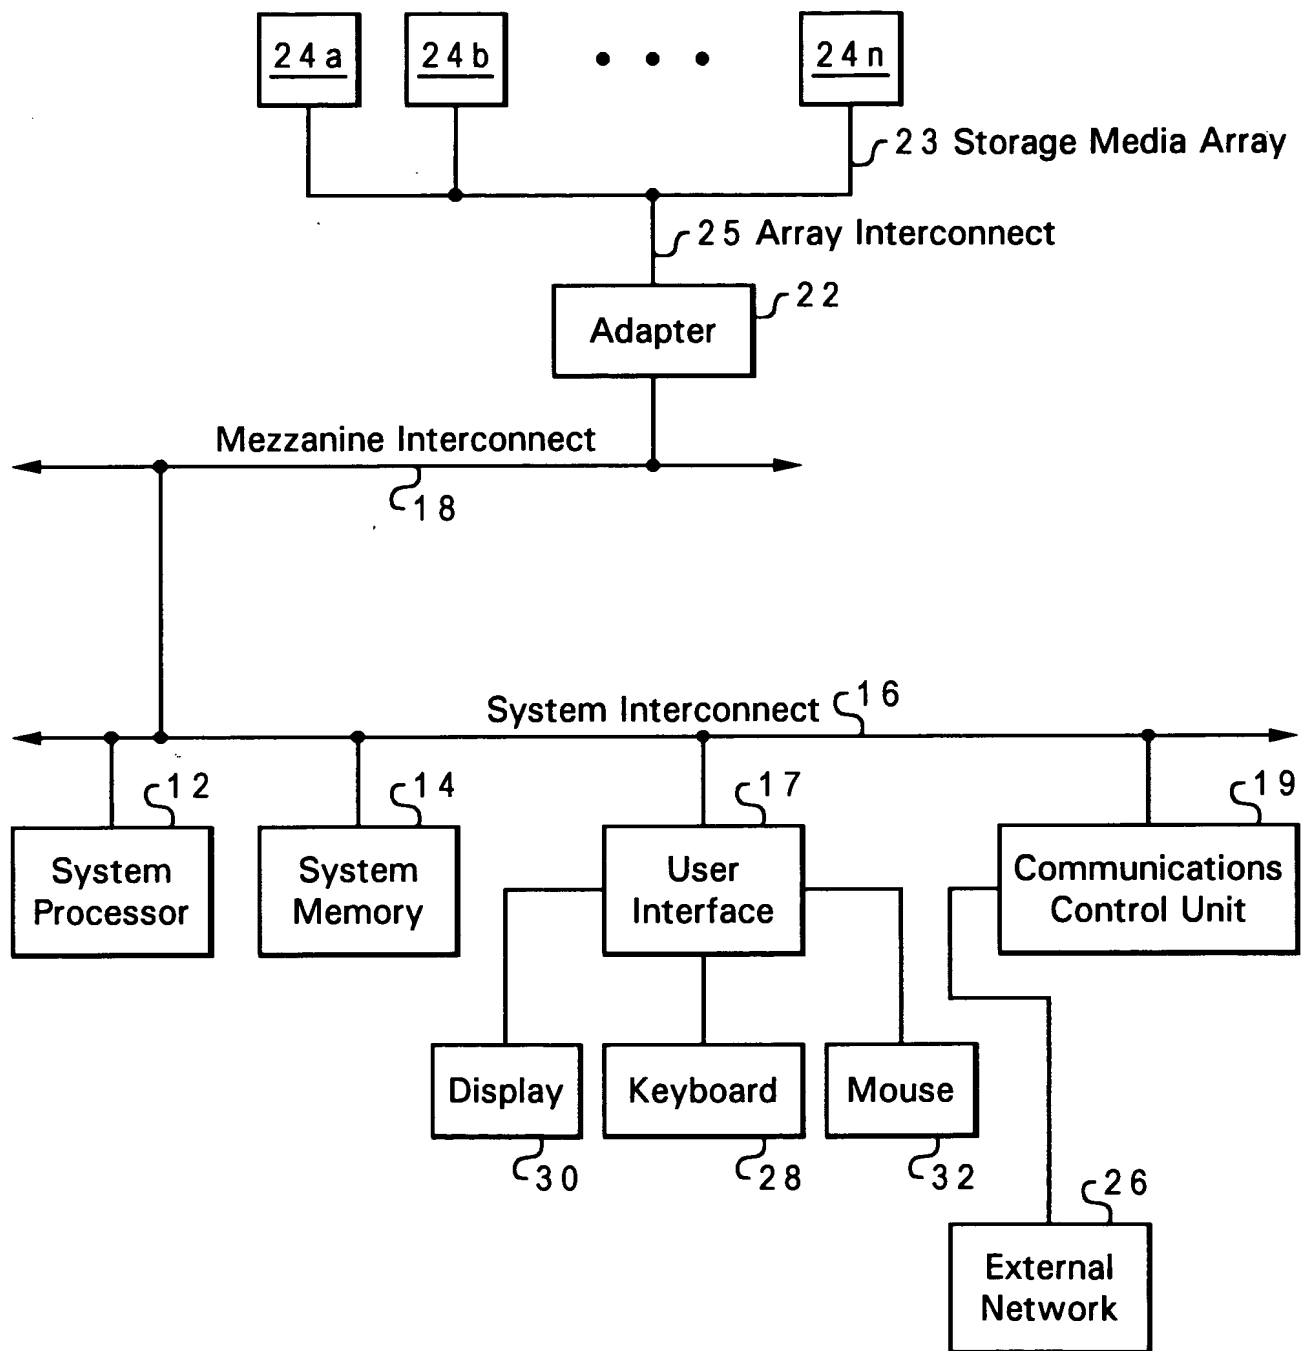 24a 24b 24n
23 Storage Media Array
25 Array Interconnect
22
Adapter
Mezzanine Interconnect
18
System Interconnect 16
12 14 17 19
System
Processor
System
Memory
User
Interface
Communications
Control Unit
Display
Keyboard
Mouse
30 28 32
26
External
Network